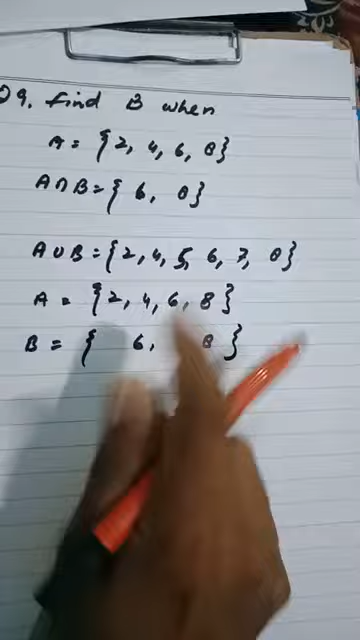 Q9. find B when
A = {2, 4, 6, 8}
A∩B = { 6, 8}
A∪B = {2, 4, 5, 6, 7, 8}
A = {2, 4, 6, 8}
B = { 6, 8}